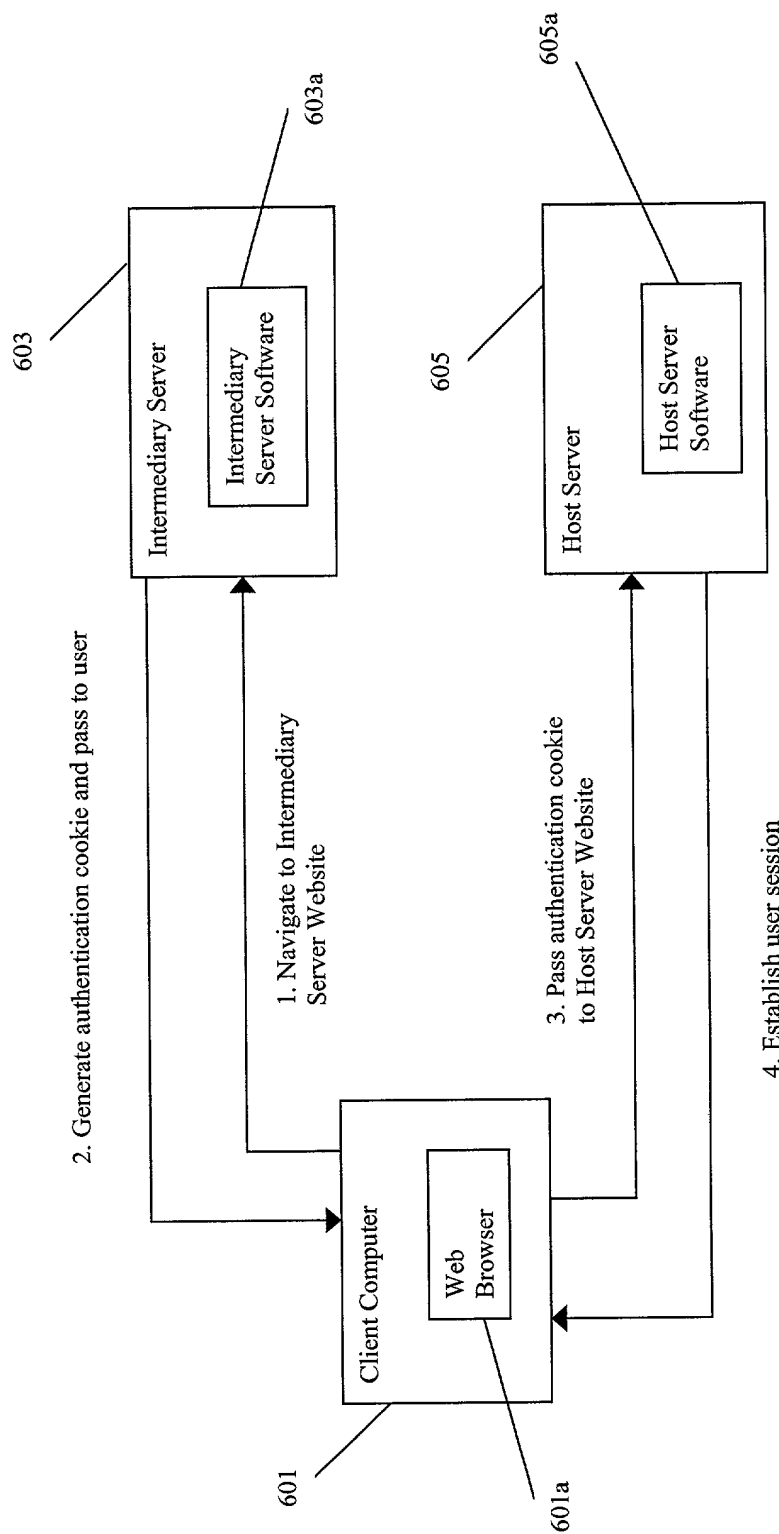 2. Generate authentication cookie and pass to user
603
Intermediary Server
Intermediary
Server Software
603a
1. Navigate to Intermediary
Server Website
601
Client Computer
Web
Browser
601a
605
Host Server
Host Server
Software
605a
3. Pass authentication cookie
to Host Server Website
4. Establish user session